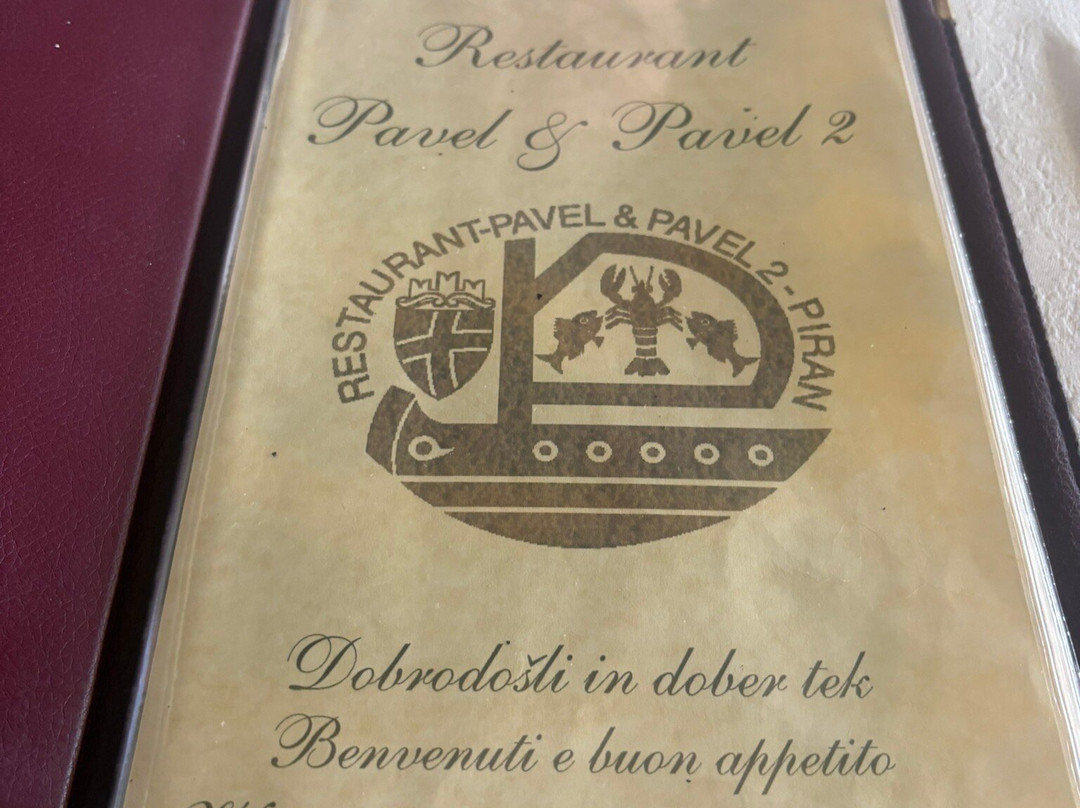 Restaurant
Pavel & Pavel 2
RESTAURANT-PAVEL & PAVEL 2 - PIRAN
Dobrodošli in dober tek
Benvenuti e buon appetito